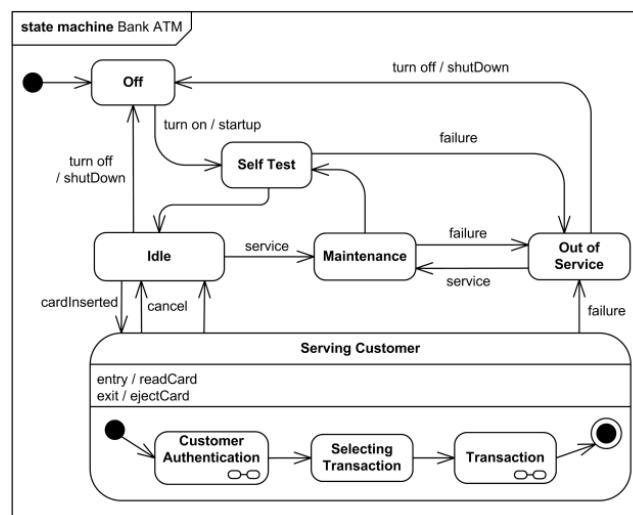 state machine Bank ATM
Off
turn off / shutDown
turn on / startup
failure
turn off
/ shutDown
Self Test
Idle
service
Maintenance
failure
service
Out of
Service
cardInserted
cancel
failure
Serving Customer
entry / readCard
exit / ejectCard
Customer
Authentication
Selecting
Transaction
Transaction